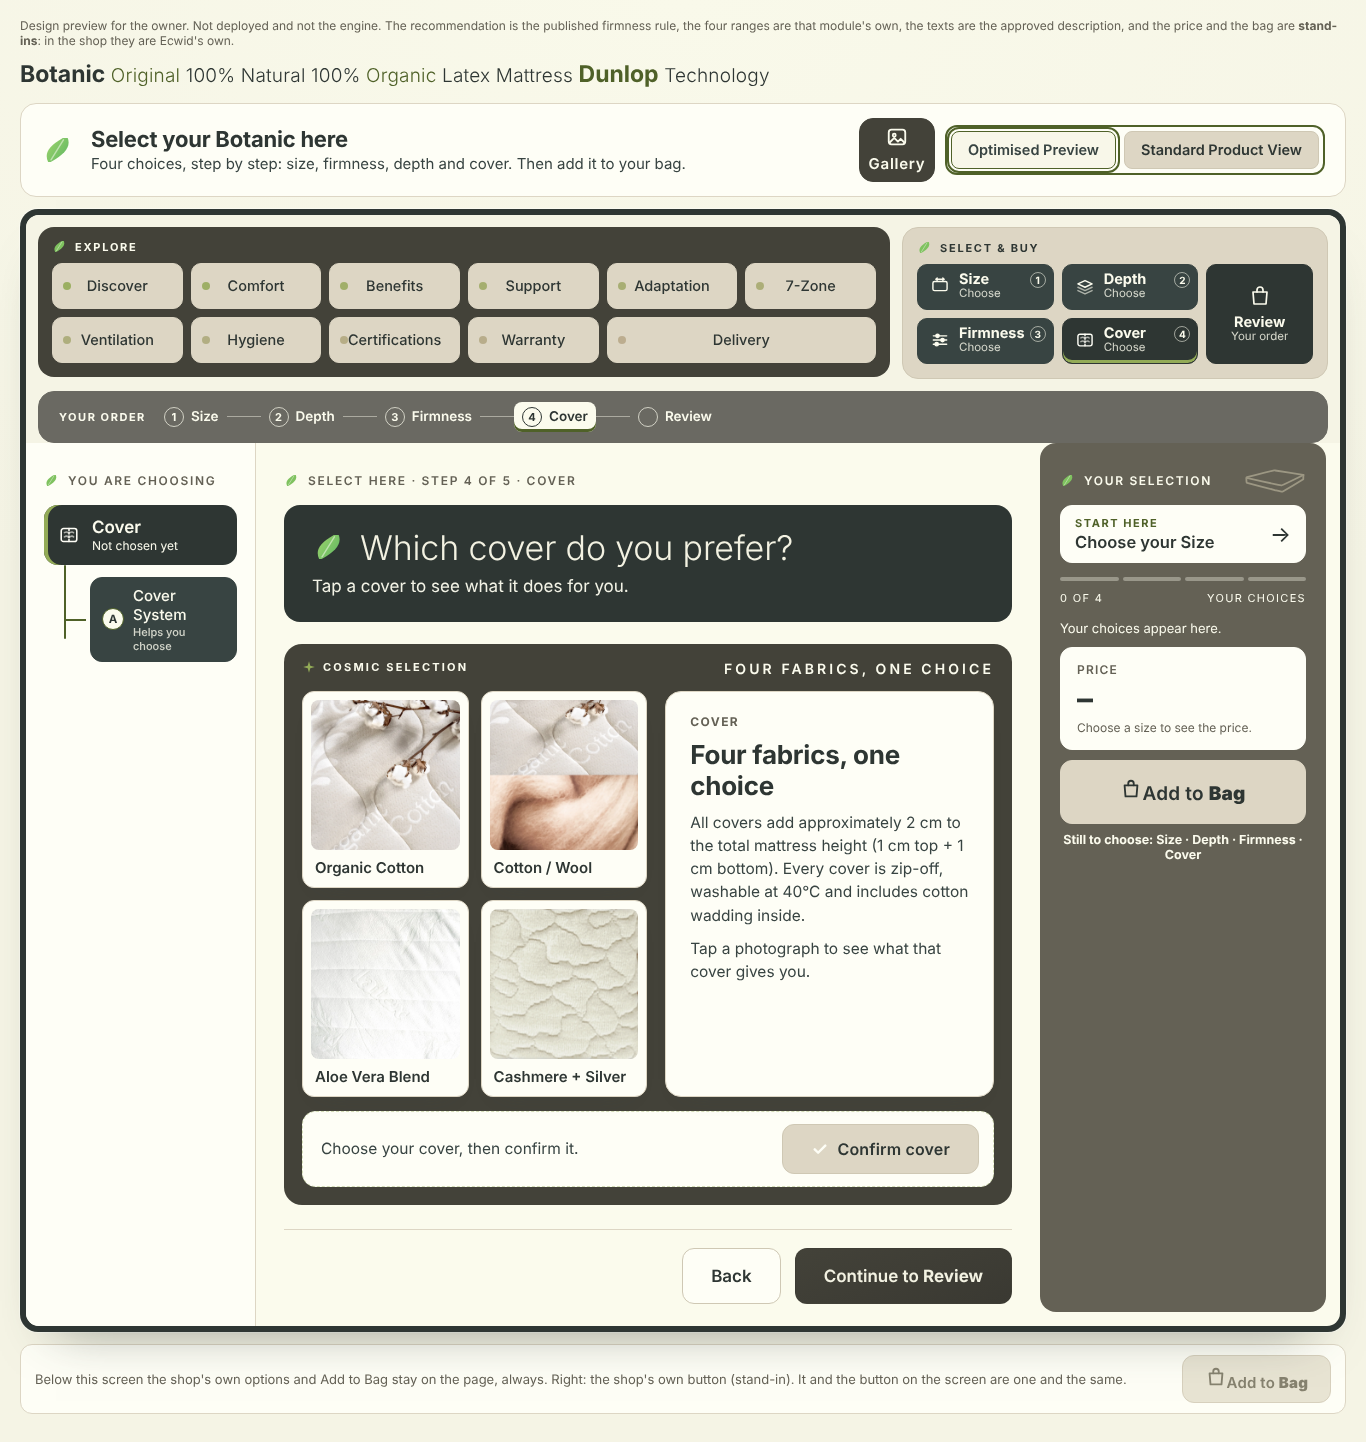 Design preview for the owner. Not deployed and not the engine. The recommendation is the published firmness rule, the four ranges are that module's own, the texts are the approved description, and the price and the bag are stand-
ins: in the shop they are Ecwid's own.
Botanic Original 100% Natural 100% Organic Latex Mattress Dunlop Technology
Select your Botanic here
Four choices, step by step: size, firmness, depth and cover. Then add it to your bag.
Gallery
Optimised Preview
Standard Product View
EXPLORE
Discover
Comfort
Benefits
Support
Adaptation
7-Zone
Ventilation
Hygiene
Certifications
Warranty
Delivery
SELECT & BUY
Size
Choose
1
Depth
Choose
2
Firmness
Choose
3
Cover
Choose
4
Review
Your order
YOUR ORDER
1 Size
2 Depth
3 Firmness
4 Cover
Review
YOU ARE CHOOSING
Cover
Not chosen yet
A
Cover
System
Helps you
choose
SELECT HERE · STEP 4 OF 5 · COVER
Which cover do you prefer?
Tap a cover to see what it does for you.
COSMIC SELECTION
FOUR FABRICS, ONE CHOICE
Organic Cotton
Cotton / Wool
Aloe Vera Blend
Cashmere + Silver
COVER
Four fabrics, one
choice
All covers add approximately 2 cm to
the total mattress height (1 cm top + 1
cm bottom). Every cover is zip-off,
washable at 40°C and includes cotton
wadding inside.
Tap a photograph to see what that
cover gives you.
Choose your cover, then confirm it.
Confirm cover
Back
Continue to Review
YOUR SELECTION
START HERE
Choose your Size
0 OF 4
YOUR CHOICES
Your choices appear here.
PRICE
–
Choose a size to see the price.
Add to Bag
Still to choose: Size · Depth · Firmness ·
Cover
Below this screen the shop's own options and Add to Bag stay on the page, always. Right: the shop's own button (stand-in). It and the button on the screen are one and the same.
Add to Bag